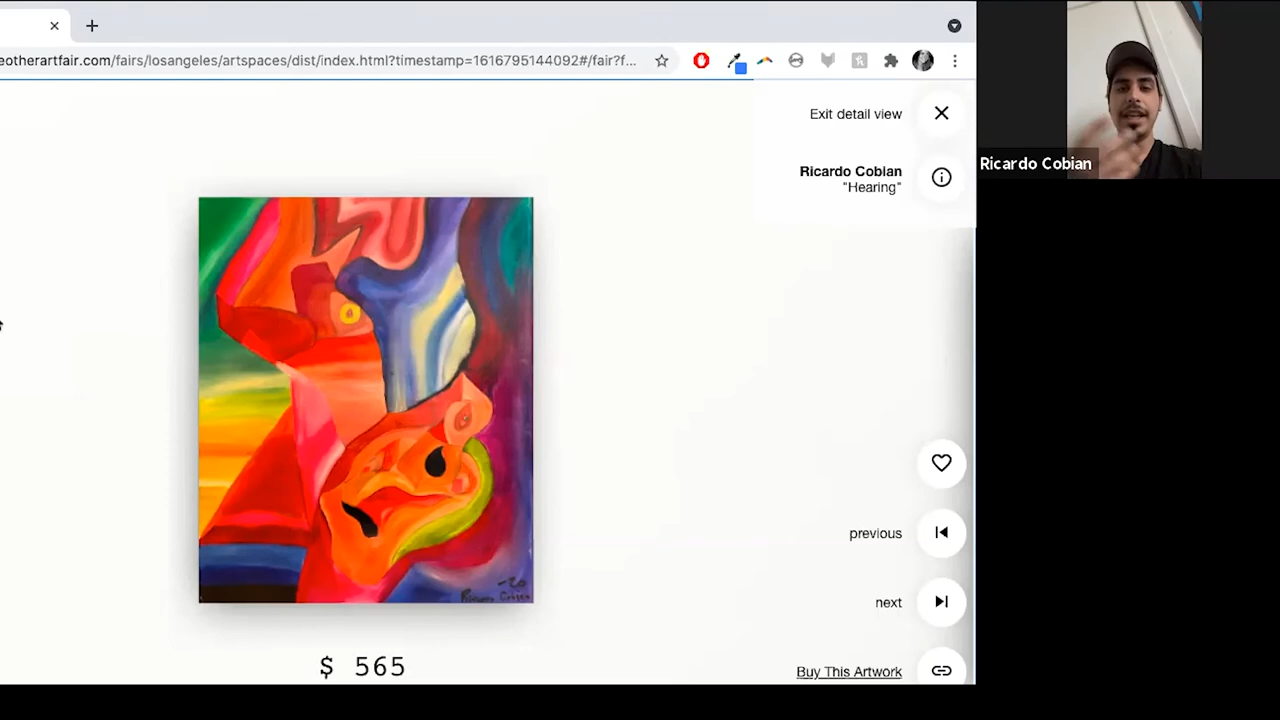 eotherartfair.com/fairs/losangeles/artspaces/dist/index.html?timestamp=1616795144092#/fair?f...
Exit detail view
Ricardo Cobian
"Hearing"
Ricardo Cobian
previous
next
$ 565
Buy This Artwork